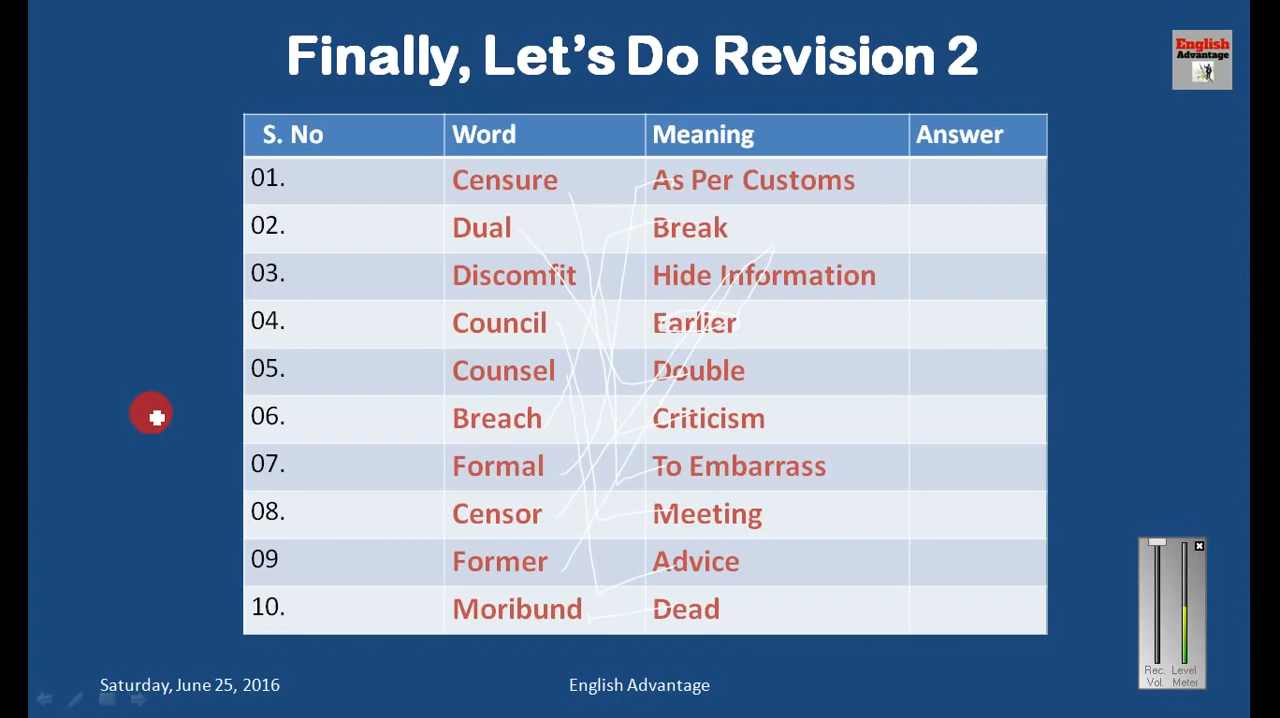 Finally, Let's Do Revision 2
English
Advantage
S. No Word Meaning Answer
01. Censure As Per Customs
02. Dual Break
03. Discomfit Hide Information
04. Council Earlier
05. Counsel Double
06. Breach Criticism
07. Formal To Embarrass
08. Censor Meeting
09 Former Advice
10. Moribund Dead
Rec. Level
Vol. Meter
Saturday, June 25, 2016 English Advantage